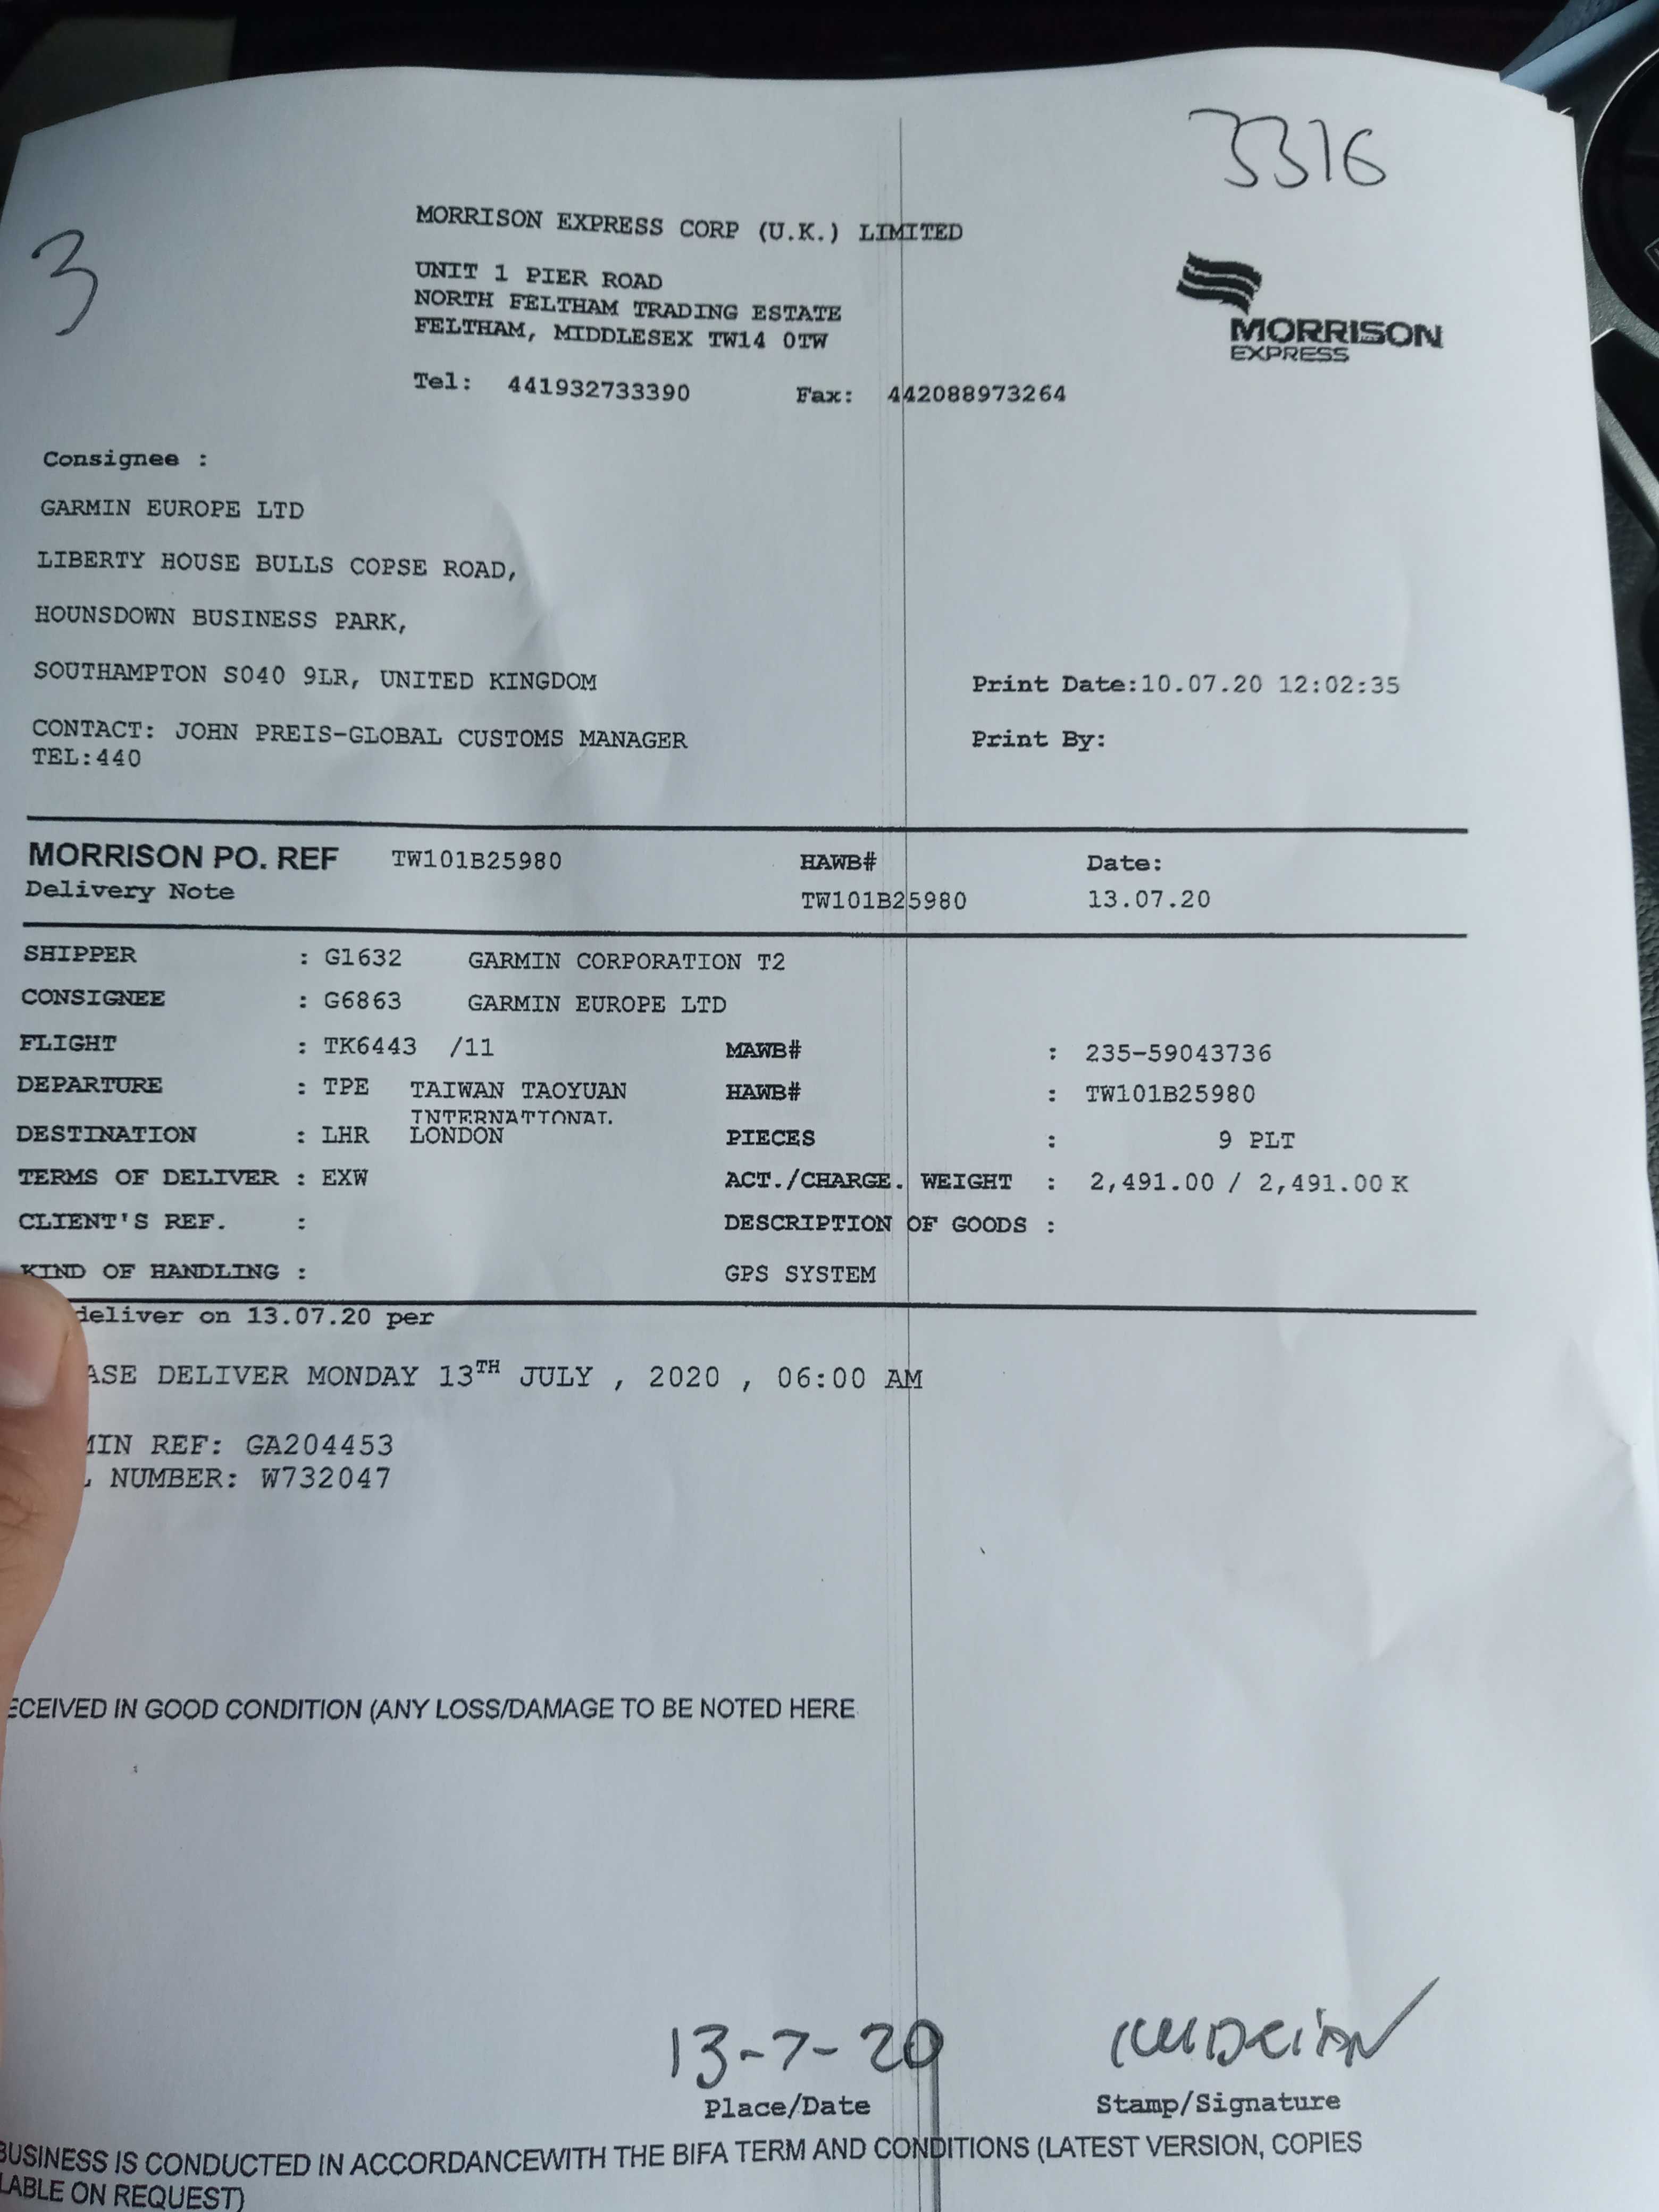 3316
3
MORRISON EXPRESS CORP (U.K.) LIMITED
UNIT 1 PIER ROAD
NORTH FELTHAM TRADING ESTATE
FELTHAM, MIDDLESEX TW14 0TW
MORRISON
EXPRESS
Tel: 441932733390 Fax: 442088973264
Consignee :
GARMIN EUROPE LTD
LIBERTY HOUSE BULLS COPSE ROAD,
HOUNSDOWN BUSINESS PARK,
SOUTHAMPTON SO40 9LR, UNITED KINGDOM
Print Date:10.07.20 12:02:35
CONTACT: JOHN PREIS-GLOBAL CUSTOMS MANAGER
Print By:
TEL:440
MORRISON PO. REF TW101B25980 HAWB# Date:
Delivery Note TW101B25980 13.07.20
SHIPPER : G1632 GARMIN CORPORATION T2
CONSIGNEE : G6863 GARMIN EUROPE LTD
FLIGHT : TK6443 /11 MAWB# : 235-59043736
DEPARTURE : TPE TAIWAN TAOYUAN HAWB# : TW101B25980
INTERNATIONAL
DESTINATION : LHR LONDON PIECES : 9 PLT
TERMS OF DELIVER : EXW ACT./CHARGE. WEIGHT : 2,491.00 / 2,491.00 K
CLIENT'S REF. : DESCRIPTION OF GOODS :
KIND OF HANDLING : GPS SYSTEM
deliver on 13.07.20 per
ASE DELIVER MONDAY 13TH JULY , 2020 , 06:00 AM
MIN REF: GA204453
NUMBER: W732047
ECEIVED IN GOOD CONDITION (ANY LOSS/DAMAGE TO BE NOTED HERE
13-7-20
Place/Date Stamp/Signature
BUSINESS IS CONDUCTED IN ACCORDANCEWITH THE BIFA TERM AND CONDITIONS (LATEST VERSION, COPIES
LABLE ON REQUEST)